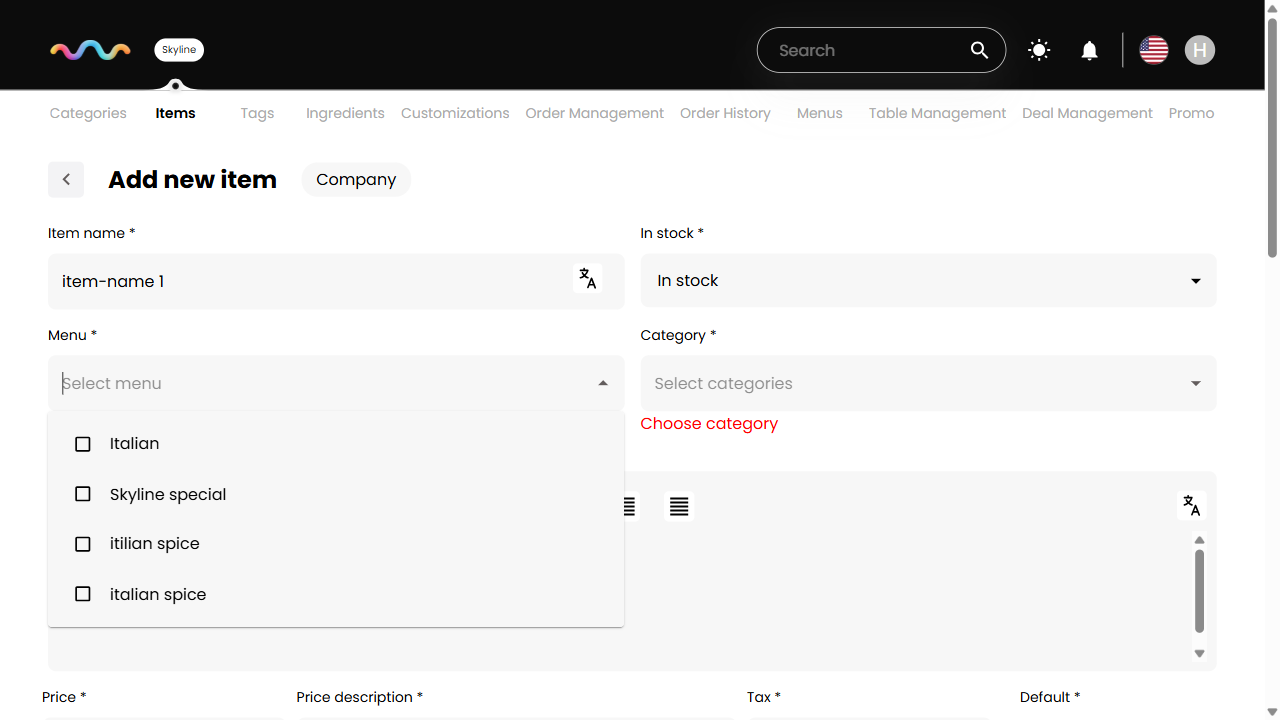 Skyline
Search
H
Categories Items Tags Ingredients Customizations Order Management Order History Menus Table Management Deal Management Promo
Add new item Company
Item name * In stock *
item-name 1 In stock
Menu * Category *
Select menu Select categories
Choose category
Italian
Skyline special
itilian spice
italian spice
Price * Price description * Tax * Default *